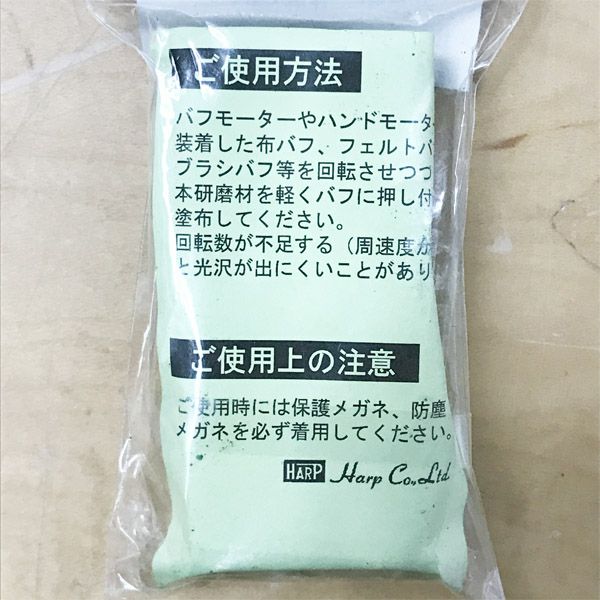 ご使用方法
バフモーターやハンドモータ
装着した布バフ、フェルトバ
ブラシバフ等を回転させつつ
本研磨材を軽くバフに押し付
塗布してください。
回転数が不足する（周速度が
と光沢が出にくいことがあり
ご使用上の注意
ご使用時には保護メガネ、防塵
メガネを必ず着用してください。
HARP Harp Co., Ltd